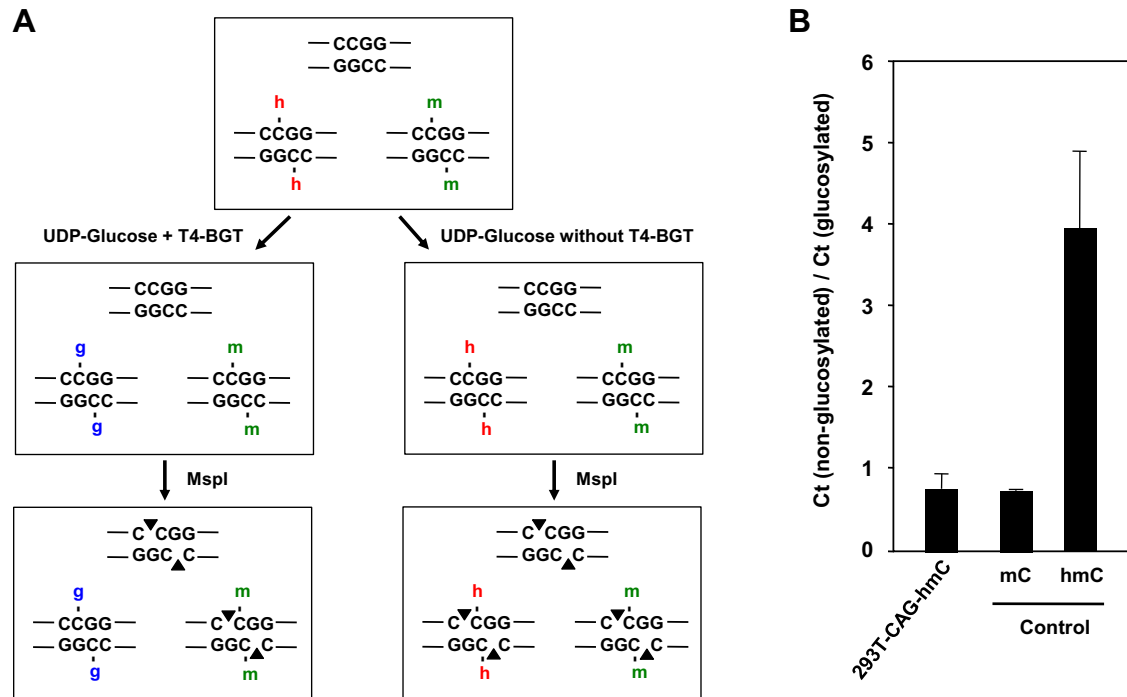 A
CCGG
GGCC
h
m
CCGG
CCGG
GGCC
GGCC
h
m
UDP-Glucose + T4-BGT
UDP-Glucose without T4-BGT
CCGG
GGCC
g
m
CCGG
CCGG
GGCC
GGCC
g
m
CCGG
GGCC
h
m
CCGG
CCGG
GGCC
GGCC
h
m
MspI
MspI
C CGG
GGC C
g
m
CCGG
C CGG
GGCC
GGC C
g
m
C CGG
GGC C
h
m
C CGG
C CGG
GGC C
GGC C
h
m
B
Ct (non-glucosylated) / Ct (glucosylated)
6
5
4
3
2
1
0
293T-CAG-hmC
mC
hmC
Control